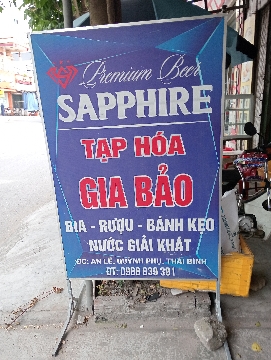 Premium Beer
SAPPHIRE
TẠP HÓA
GIA BẢO
BIA - RƯỢU - BÁNH KẸO
NƯỚC GIẢI KHÁT
ĐC: AN LỄ, QUỲNH PHỤ, THÁI BÌNH
ĐT: 0986 836 391